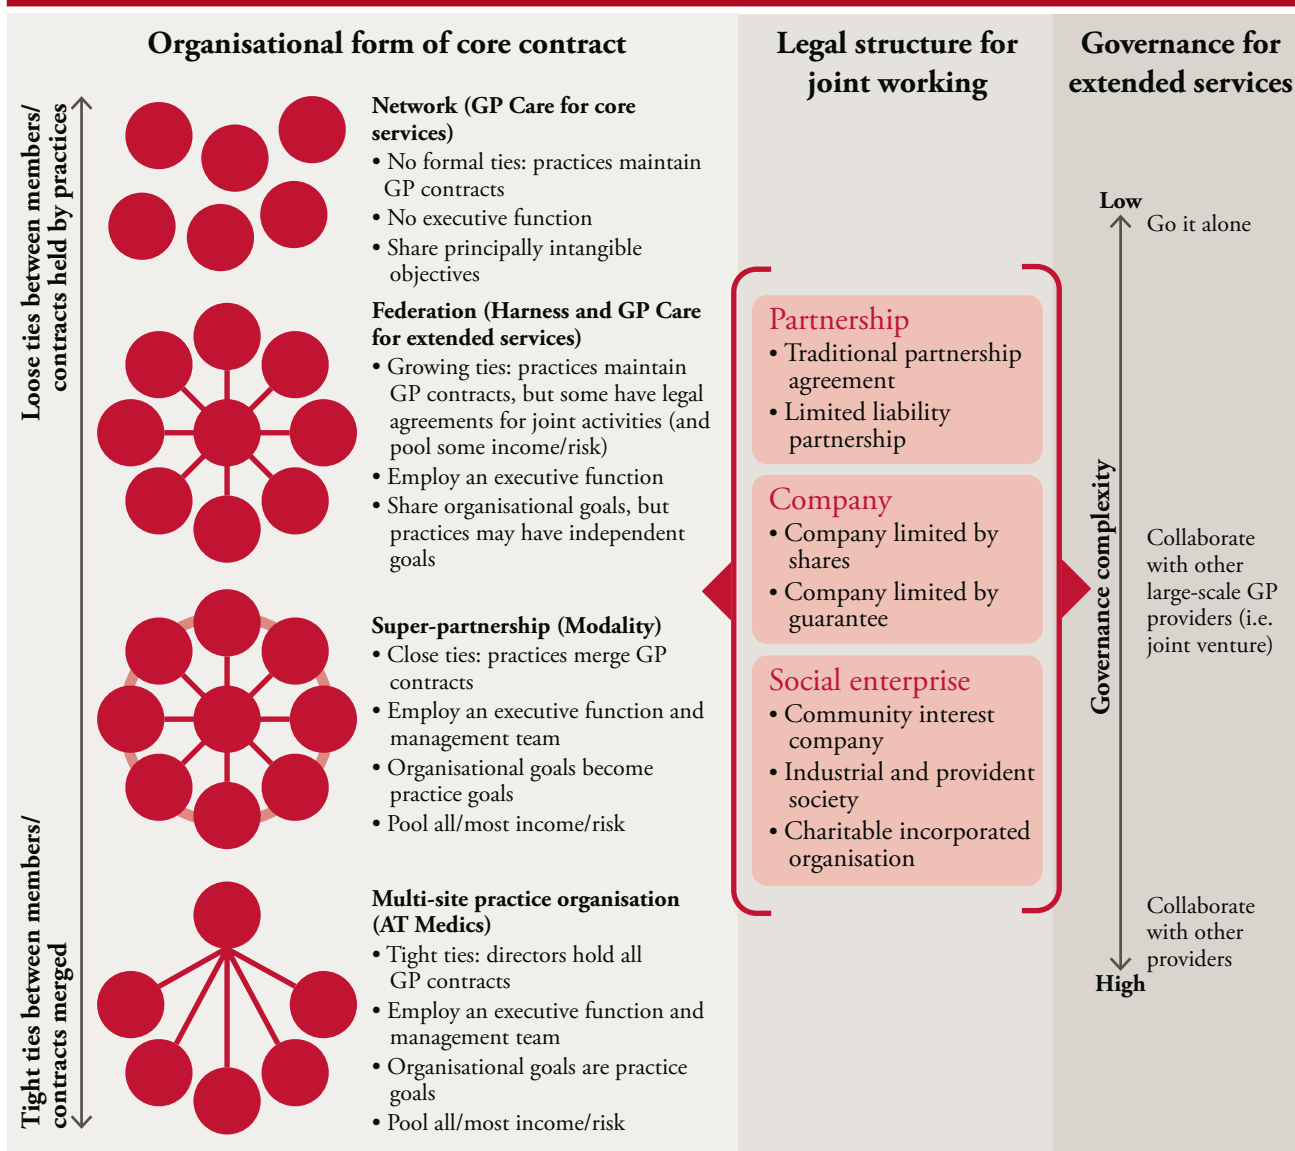 Organisational form of core contract
Loose ties between members/
contracts held by practices
Tight ties between members/
contracts merged
Network (GP Care for core
services)
• No formal ties: practices maintain
GP contracts
• No executive function
• Share principally intangible
objectives
Federation (Harness and GP Care
for extended services)
• Growing ties: practices maintain
GP contracts, but some have legal
agreements for joint activities (and
pool some income/risk)
• Employ an executive function
• Share organisational goals, but
practices may have independent
goals
Super-partnership (Modality)
• Close ties: practices merge GP
contracts
• Employ an executive function and
management team
• Organisational goals become
practice goals
• Pool all/most income/risk
Multi-site practice organisation
(AT Medics)
• Tight ties: directors hold all
GP contracts
• Employ an executive function and
management team
• Organisational goals are practice
goals
• Pool all/most income/risk
Legal structure for
joint working
Partnership
• Traditional partnership
agreement
• Limited liability
partnership
Company
• Company limited by
shares
• Company limited by
guarantee
Social enterprise
• Community interest
company
• Industrial and provident
society
• Charitable incorporated
organisation
Governance for
extended services
Governance complexity
Low
Go it alone
Collaborate
with other
large-scale GP
providers (i.e.
joint venture)
Collaborate
with other
providers
High